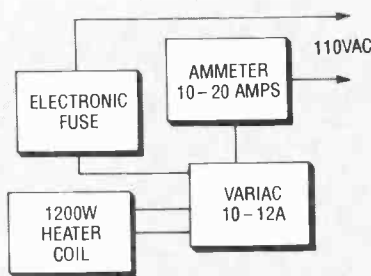 110VAC
AMMETER
10–20 AMPS
ELECTRONIC
FUSE
VARIAC
10–12A
1200W
HEATER
COIL